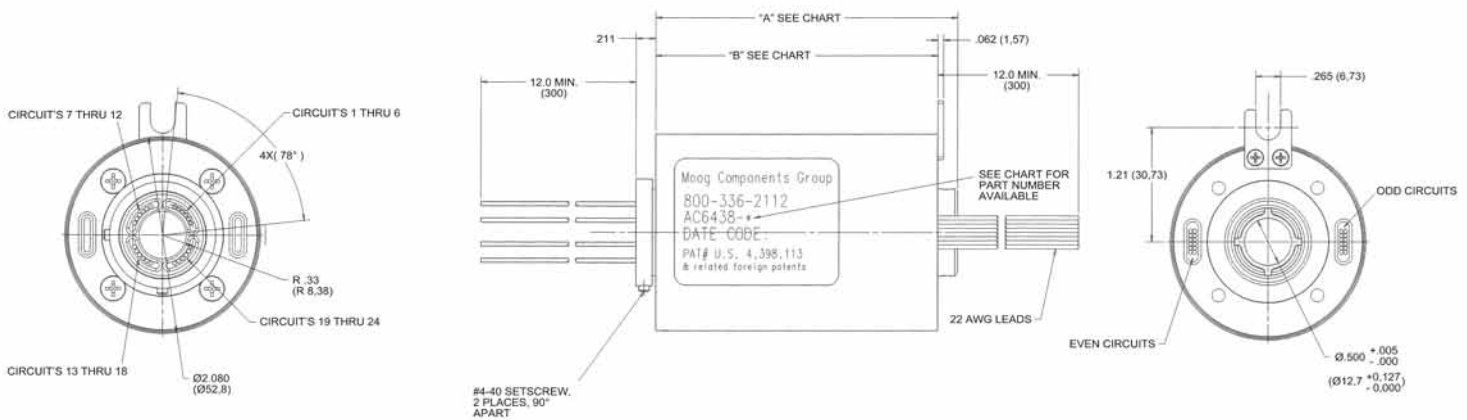 CIRCUIT'S 7 THRU 12
CIRCUIT'S 1 THRU 6
4X( 78° )
R .33
(R 8,38)
CIRCUIT'S 19 THRU 24
CIRCUIT'S 13 THRU 18
Ø2.080
(Ø52,8)
"A" SEE CHART
.211
.062 (1,57)
"B" SEE CHART
12.0 MIN.
(300)
12.0 MIN.
(300)
Moog Components Group
800-336-2112
AC6438-*
DATE CODE:
PAT# U.S. 4,398,113
& related foreign patents
SEE CHART FOR
PART NUMBER
AVAILABLE
22 AWG LEADS
#4-40 SETSCREW,
2 PLACES, 90°
APART
.265 (6,73)
1.21 (30,73)
ODD CIRCUITS
EVEN CIRCUITS
Ø.500 +.005
- .000
(Ø12,7 +0,127)
- 0,000